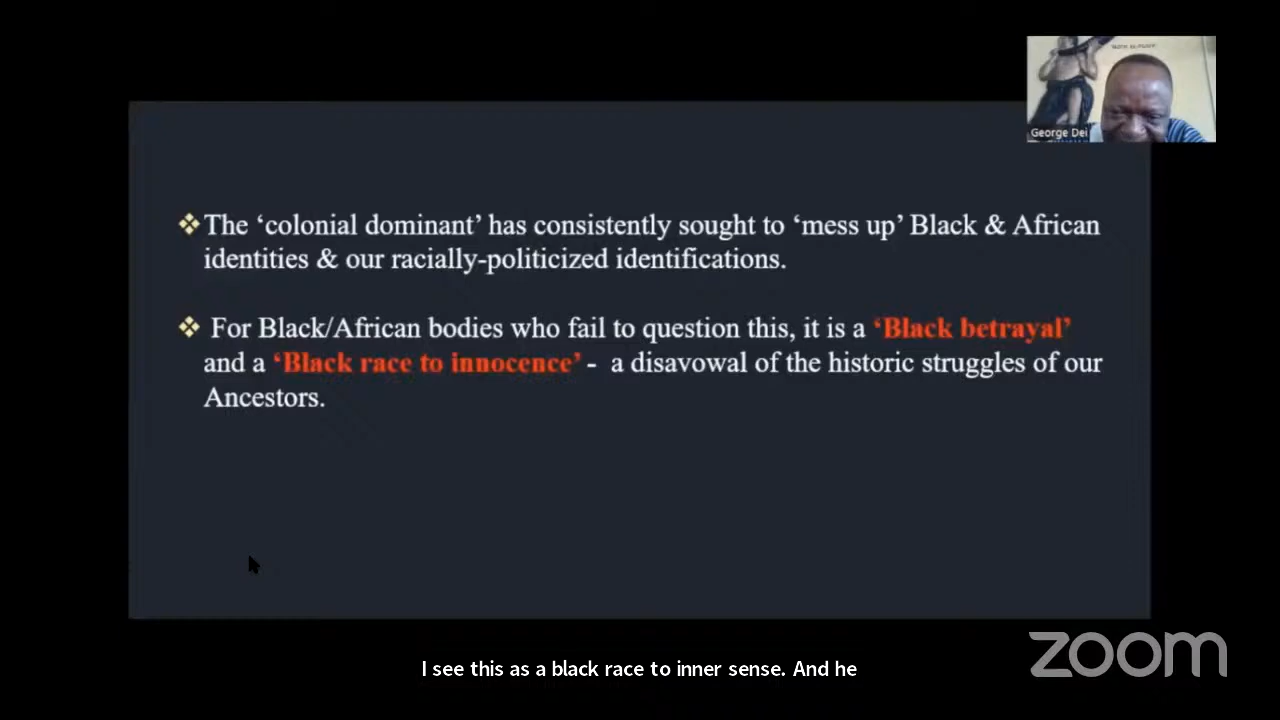 George Dei
❖The ‘colonial dominant’ has consistently sought to ‘mess up’ Black & African
identities & our racially-politicized identifications.
❖ For Black/African bodies who fail to question this, it is a ‘Black betrayal’
and a ‘Black race to innocence’ - a disavowal of the historic struggles of our
Ancestors.
zoom
I see this as a black race to inner sense. And he